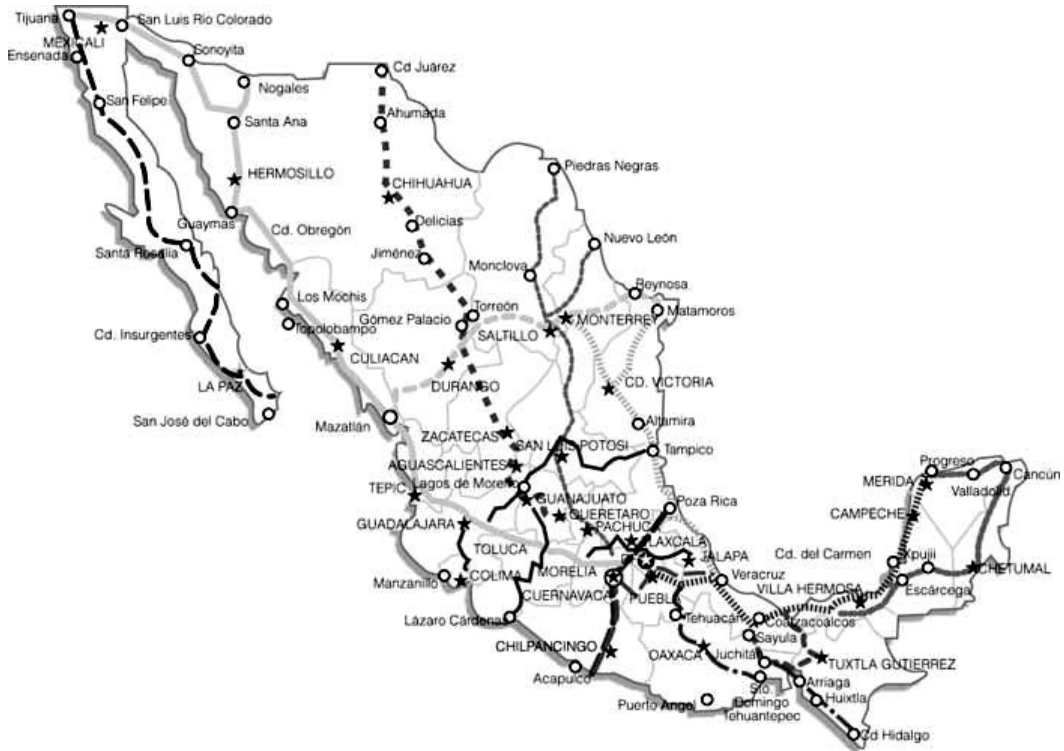 Tijuana
San Luis Río Colorado
MEXICALI
Ensenada
Sonoyita
Cd Juárez
Nogales
San Felipe
Ahumada
Santa Ana
Piedras Negras
HERMOSILLO
CHIHUAHUA
Guaymas
Delicias
Cd. Obregón
Nuevo León
Santa Rosalia
Jiménez
Monclova
Reynosa
Los Mochis
Torreón
Matamoros
Topolobampo
Gómez Palacio
MONTERREY
Cd. Insurgentes
SALTILLO
CULIACAN
LA PAZ
DURANGO
CD. VICTORIA
San José del Cabo
Mazatlán
Altamira
ZACATECAS
SAN LUIS POTOSI
Tampico
AGUASCALIENTES
Progreso
Cancún
Lagos de Moreno
MERIDA
Valladolid
TEPIC
GUANAJUATO
Poza Rica
QUERETARO
CAMPECHE
GUADALAJARA
PACHUCA
TLAXCALA
TOLUCA
JALAPA
Cd. del Carmen
Xpujil
MORELIA
Manzanillo
COLIMA
Veracruz
CHETUMAL
VILLA HERMOSA
CUERNAVACA
PUEBL
Escárcega
Lázaro Cárdenas
Tehuacán
Coatzacoálcos
Sayula
CHILPANCINGO
OAXACA
Juchitán
TUXTLA GUTIERREZ
Acapulco
Sto.
Arriaga
Puerto Angel
Domingo
Huixtla
Tehuantepec
Cd Hidalgo